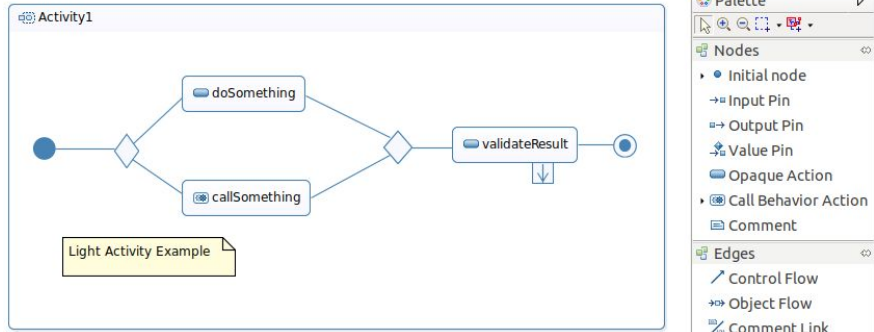 Activity1
doSomething
validateResult
callSomething
Light Activity Example
Palette
Nodes
Initial node
Input Pin
Output Pin
Value Pin
Opaque Action
Call Behavior Action
Comment
Edges
Control Flow
Object Flow
Comment Link